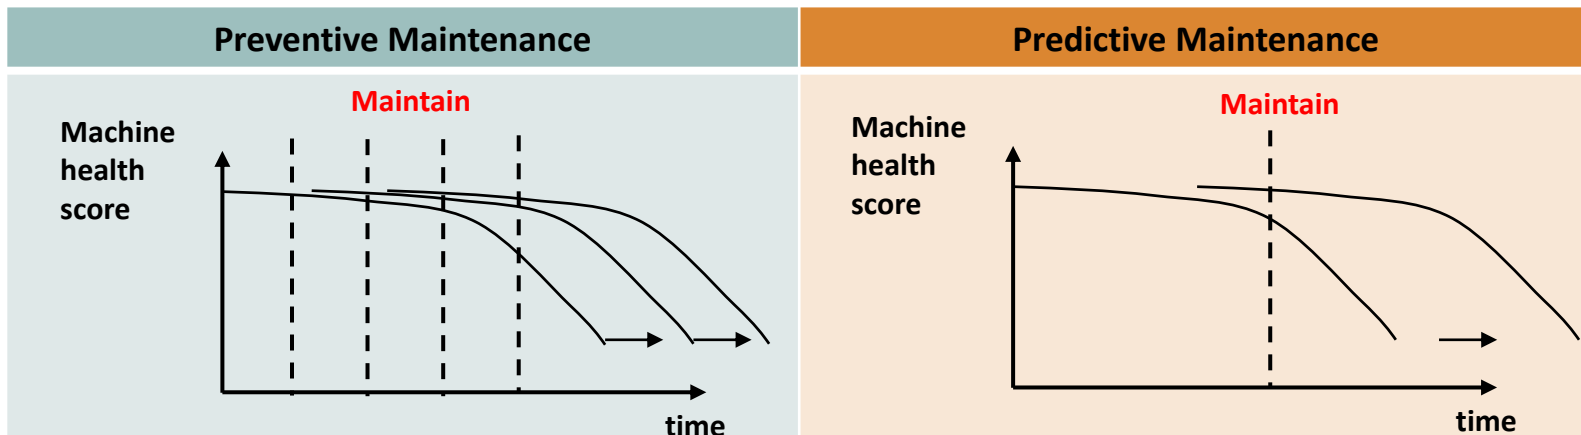 Preventive Maintenance
Predictive Maintenance
Maintain
Machine
health
score
time
Maintain
Machine
health
score
time